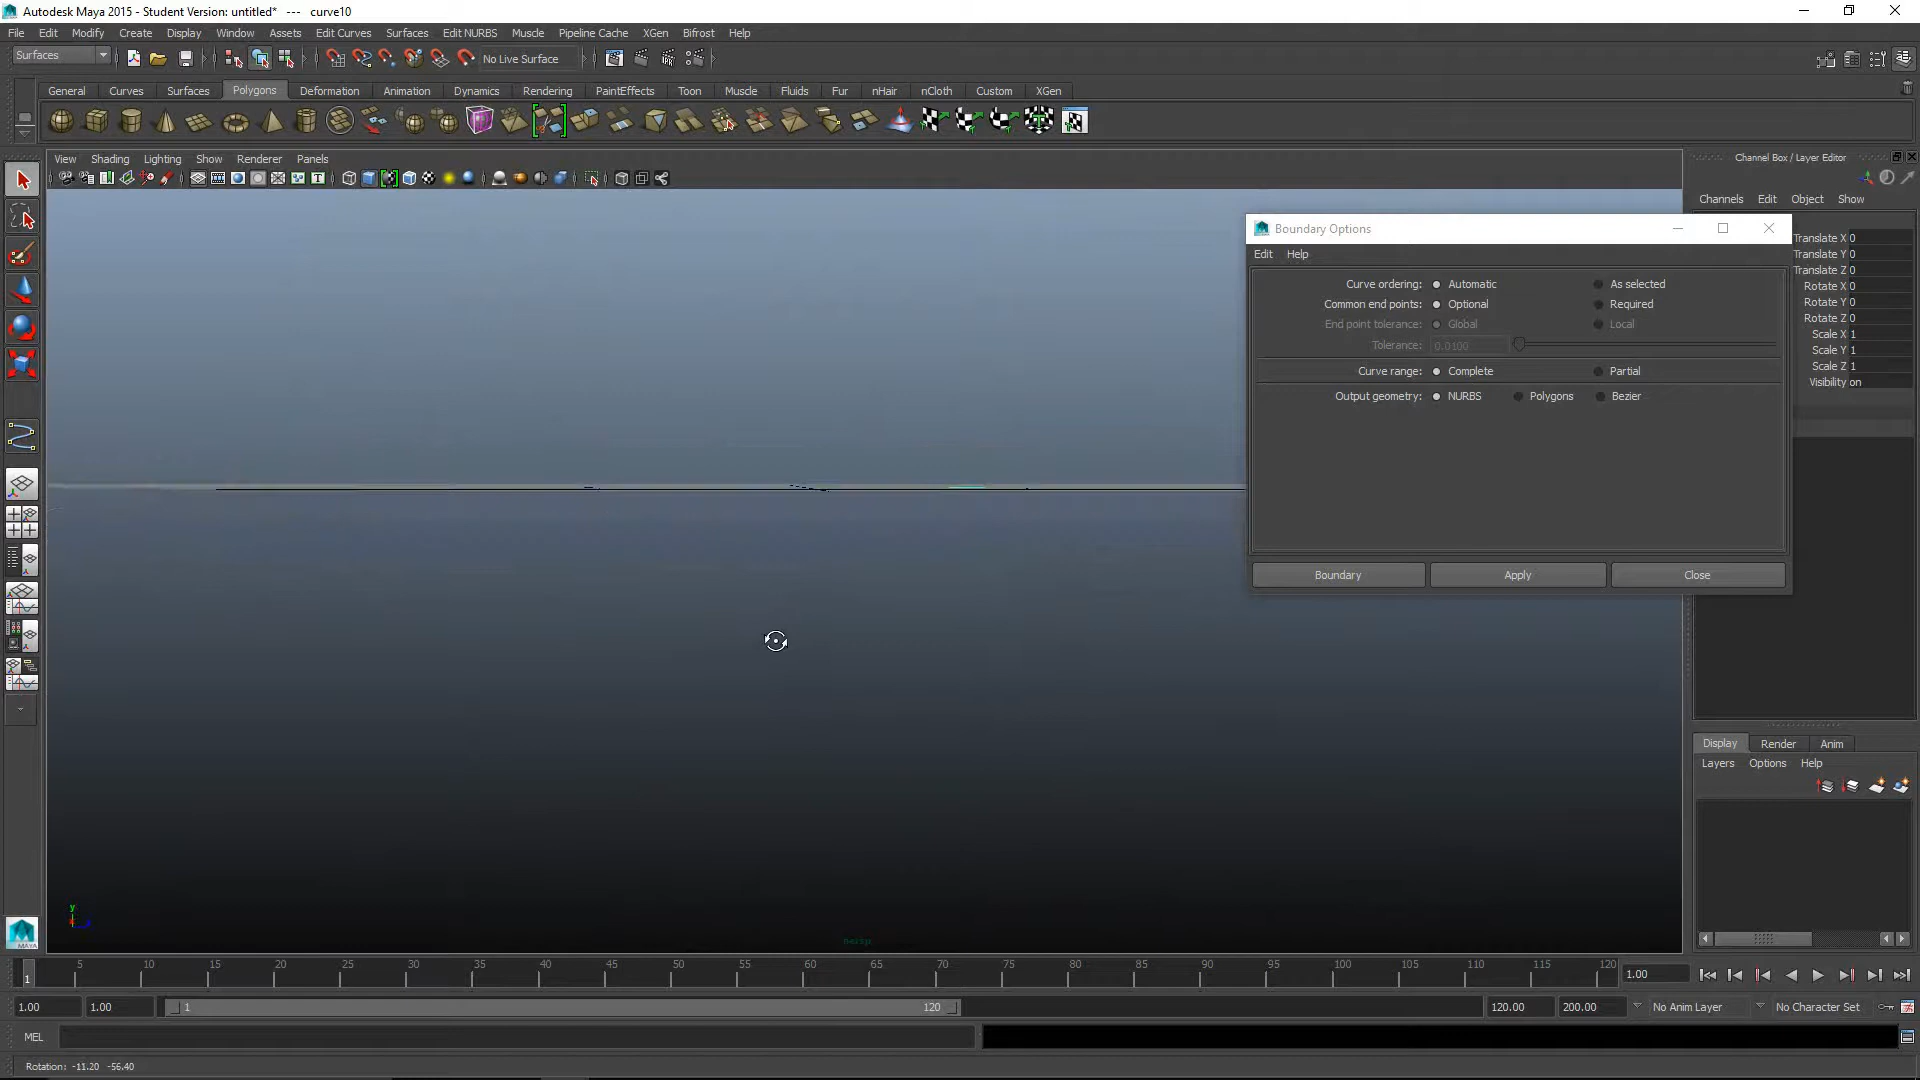 Autodesk Maya 2015 - Student Version: untitled* --- curve10
File Edit Modify Create Display Window Assets Edit Curves Surfaces Edit NURBS Muscle Pipeline Cache XGen Bifrost Help
Surfaces No Live Surface
General Curves Surfaces Polygons Deformation Animation Dynamics Rendering PaintEffects Toon Muscle Fluids Fur nHair nCloth Custom XGen
View Shading Lighting Show Renderer Panels
Channel Box / Layer Editor
Channels Edit Object Show
Translate X 0
Translate Y 0
Translate Z 0
Rotate X 0
Rotate Y 0
Rotate Z 0
Scale X 1
Scale Y 1
Scale Z 1
Visibility on
Boundary Options
Edit Help
Curve ordering: Automatic As selected
Common end points: Optional Required
End point tolerance: Global Local
Tolerance: 0.0100
Curve range: Complete Partial
Output geometry: NURBS Polygons Bezier
Boundary Apply Close
Display Render Anim
Layers Options Help
y
persp
MAYA
5 10 15 20 25 30 35 40 45 50 55 60 65 70 75 80 85 90 95 100 105 110 115 120
1 1.00
1.00 1.00 1 120 120.00 200.00 No Anim Layer No Character Set
MEL
Rotation: -11.20 -56.40